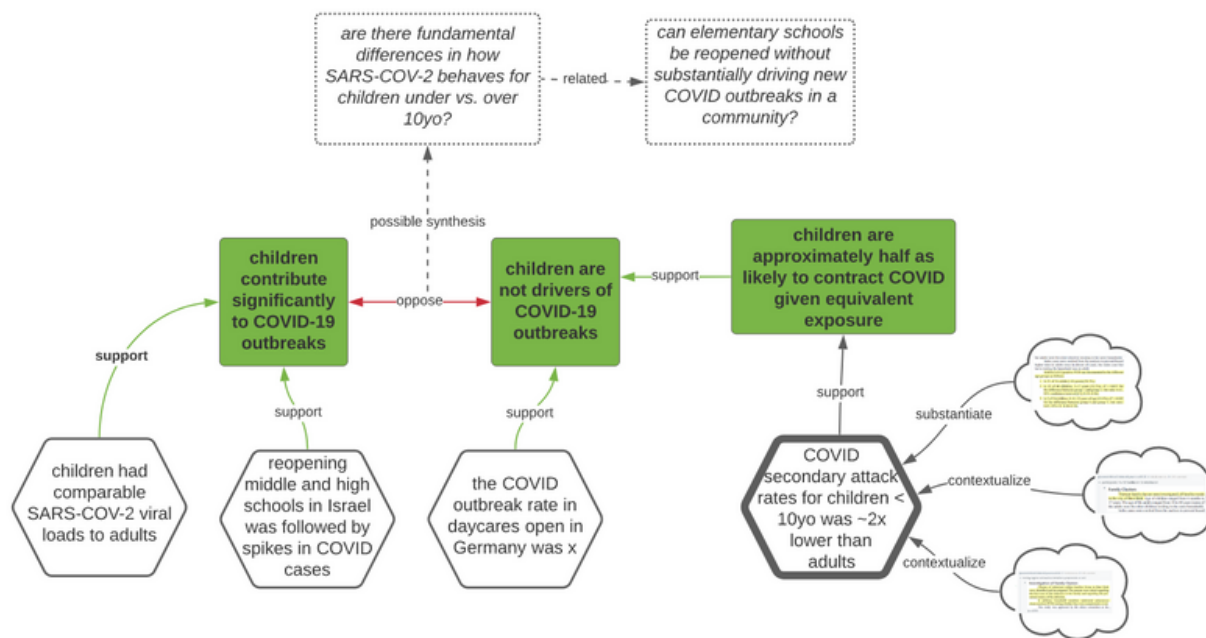 are there fundamental
differences in how
SARS-COV-2 behaves for
children under vs. over
10yo?
related
can elementary schools
be reopened without
substantially driving new
COVID outbreaks in a
community?
possible synthesis
children
contribute
significantly
to COVID-19
outbreaks
oppose
children are
not drivers of
COVID-19
outbreaks
support
children are
approximately half as
likely to contract COVID
given equivalent
exposure
support
support
support
support
substantiate
contextualize
contextualize
children had
comparable
SARS-COV-2 viral
loads to adults
reopening
middle and high
schools in Israel
was followed by
spikes in COVID
cases
the COVID
outbreak rate in
daycares open in
Germany was x
COVID
secondary attack
rates for children <
10yo was ~2x
lower than
adults